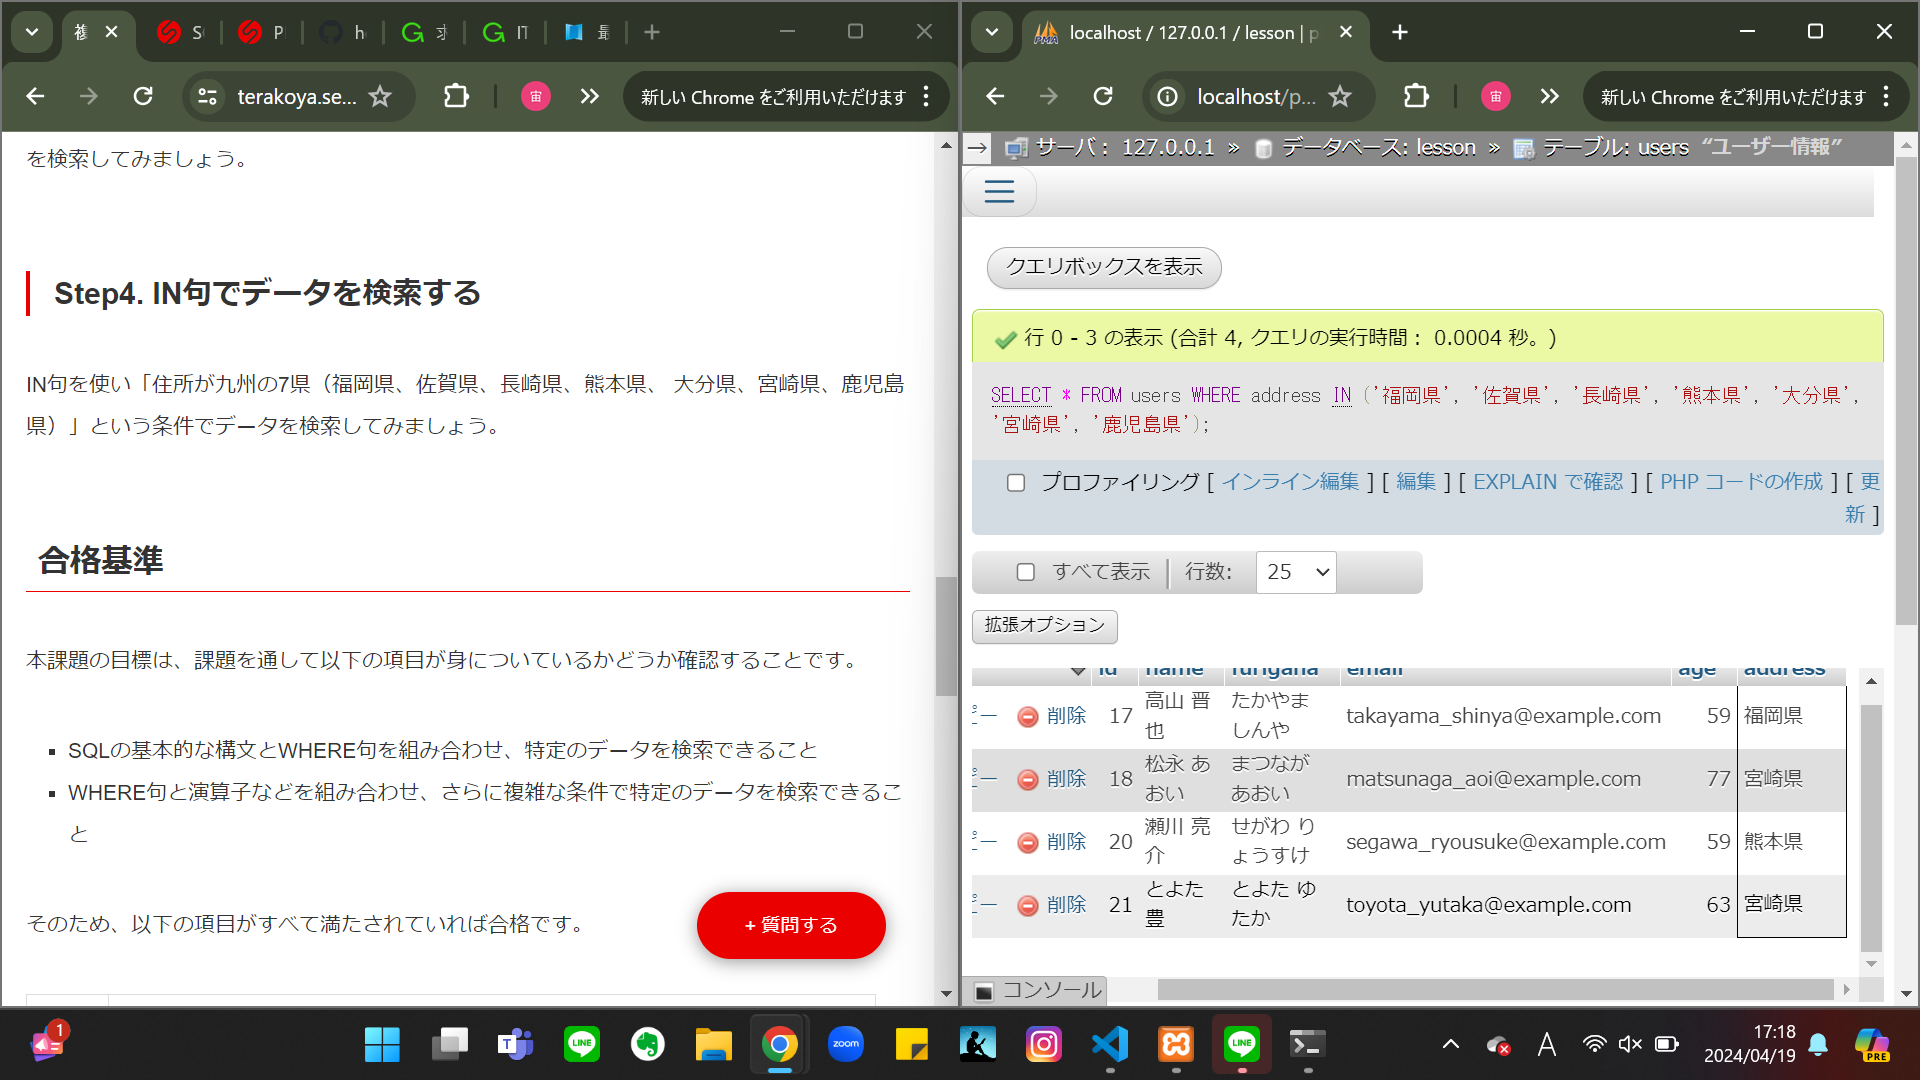 terakoya.se...
新しい Chrome をご利用いただけます
を検索してみましょう。
Step4. IN句でデータを検索する
IN句を使い「住所が九州の7県（福岡県、佐賀県、長崎県、熊本県、 大分県、宮崎県、鹿児島
県）」という条件でデータを検索してみましょう。
合格基準
本課題の目標は、課題を通して以下の項目が身についているかどうか確認することです。
▪ SQLの基本的な構文とWHERE句を組み合わせ、特定のデータを検索できること
▪ WHERE句と演算子などを組み合わせ、さらに複雑な条件で特定のデータを検索できるこ
と
そのため、以下の項目がすべて満たされていれば合格です。
+ 質問する
localhost / 127.0.0.1 / lesson | p
localhost/p...
宙
新しい Chrome をご利用いただけます
→ サーバ: 127.0.0.1 » データベース: lesson » テーブル: users “ユーザー情報”
クエリボックスを表示
行 0 - 3 の表示 (合計 4, クエリの実行時間： 0.0004 秒。)
SELECT * FROM users WHERE address IN ('福岡県', '佐賀県', '長崎県', '熊本県', '大分県',
'宮崎県', '鹿児島県');
プロファイリング [ インライン編集 ] [ 編集 ] [ EXPLAIN で確認 ] [ PHP コードの作成 ] [ 更
新 ]
すべて表示 行数: 25
拡張オプション
id name furigana email age address
削除 17 高山 晋也 たかやま しんや takayama_shinya@example.com 59 福岡県
削除 18 松永 あおい まつなが あおい matsunaga_aoi@example.com 77 宮崎県
削除 20 瀬川 亮介 せがわ りょうすけ segawa_ryousuke@example.com 59 熊本県
削除 21 とよた 豊 とよた ゆたか toyota_yutaka@example.com 63 宮崎県
コンソール
1
LINE
zoom
LINE
A
17:18
2024/04/19
PRE